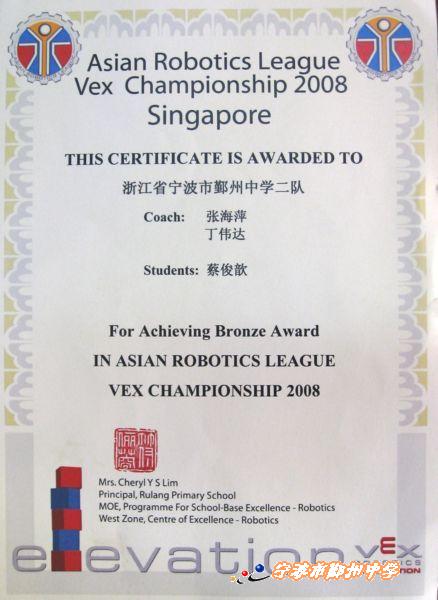 Asian Robotics League
Vex Championship 2008
Singapore
THIS CERTIFICATE IS AWARDED TO
浙江省宁波市鄞州中学二队
Coach: 张海萍
丁伟达
Students: 蔡俊歆
For Achieving Bronze Award
IN ASIAN ROBOTICS LEAGUE
VEX CHAMPIONSHIP 2008
Mrs. Cheryl Y S Lim
Principal, Rulang Primary School
MOE, Programme For School-Base Excellence - Robotics
West Zone, Centre of Excellence - Robotics
elevation
VEX
宁波市鄞州中学